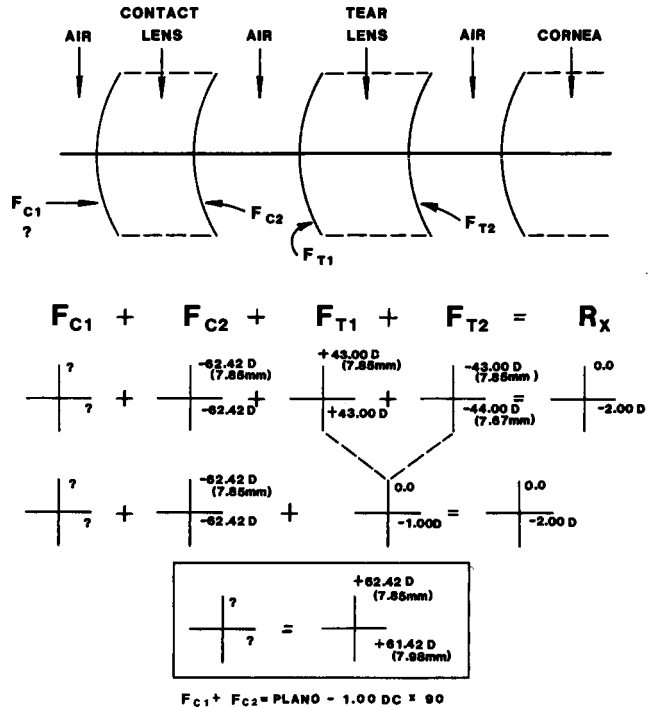 CONTACT TEAR
AIR LENS AIR LENS AIR CORNEA
F C1
?
F C2
F T1
F T2
F C1 + F C2 + F T1 + F T2 = R X
? -62.42 D +43.00 D -43.00 D 0.0
(7.85mm) (7.85mm) (7.85mm)
? + -62.42 D + +43.00 D + -44.00 D = -2.00 D
(7.67mm)
? -62.42 D 0.0 0.0
(7.85mm)
? + -62.42 D + -1.00D = -2.00 D
+62.42 D
(7.85mm)
?
? = +61.42 D
(7.98mm)
F C1 + F C2 = PLANO - 1.00 DC x 90